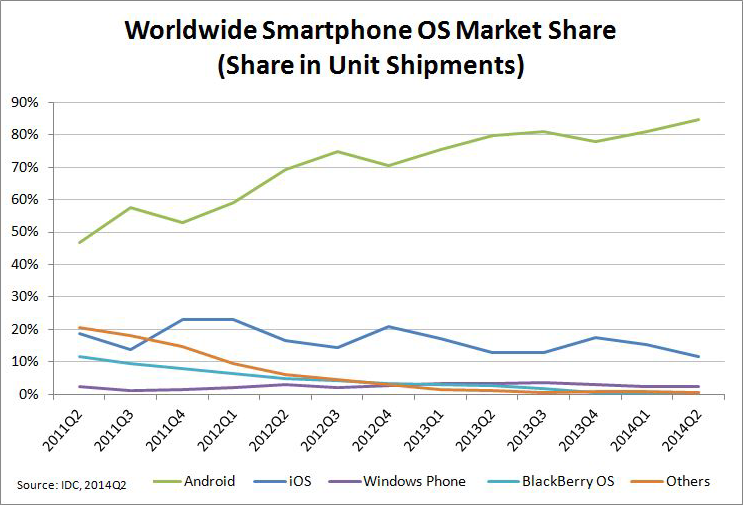 Worldwide Smartphone OS Market Share
(Share in Unit Shipments)
90%
80%
70%
60%
50%
40%
30%
20%
10%
0%
2011Q2
2011Q3
2011Q4
2012Q1
2012Q2
2012Q3
2012Q4
2013Q1
2013Q2
2013Q3
2013Q4
2014Q1
2014Q2
Source: IDC, 2014Q2
Android
iOS
Windows Phone
BlackBerry OS
Others